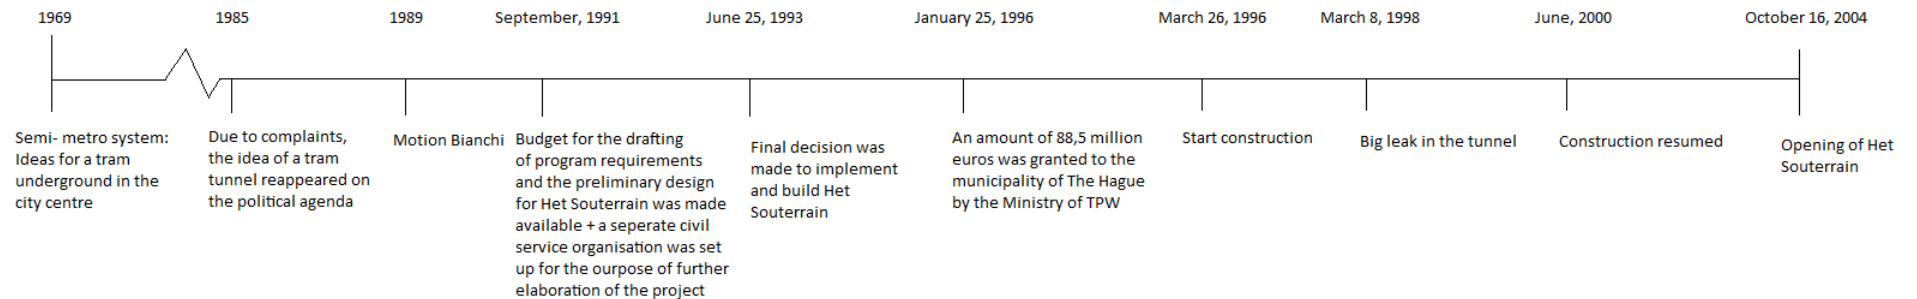 1969
1985
1989
September, 1991
June 25, 1993
January 25, 1996
March 26, 1996
March 8, 1998
June, 2000
October 16, 2004
Semi- metro system:
Ideas for a tram
underground in the
city centre
Due to complaints,
the idea of a tram
tunnel reappeared on
the political agenda
Motion Bianchi
Budget for the drafting
of program requirements
and the preliminary design
for Het Souterrain was made
available + a seperate civil
service organisation was set
up for the ourpose of further
elaboration of the project
Final decision was
made to implement
and build Het
Souterrain
An amount of 88,5 million
euros was granted to the
municipality of The Hague
by the Ministry of TPW
Start construction
Big leak in the tunnel
Construction resumed
Opening of Het
Souterrain